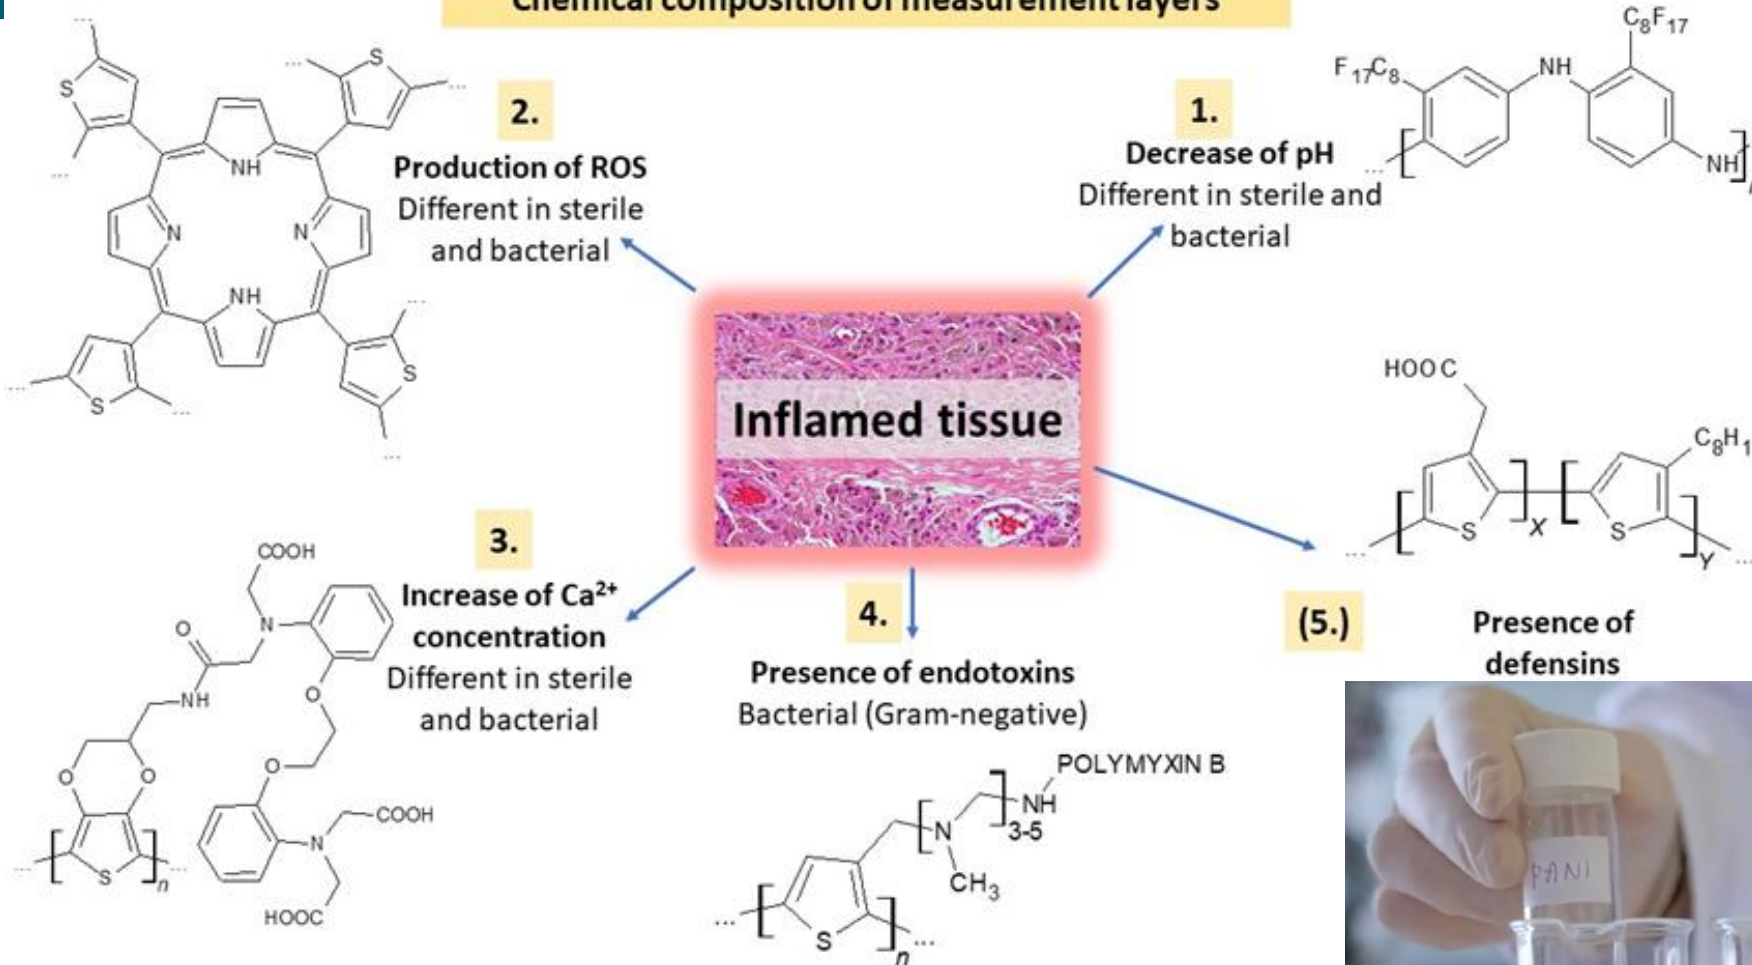 Chemical composition of measurement layers
1.
Decrease of pH
Different in sterile and
bacterial
C8F17
F17C8
NH
NH
...
2.
Production of ROS
Different in sterile
and bacterial
S
S
NH
N
N
NH
S
S
...
...
...
...
...
...
...
...
Inflamed tissue
3.
Increase of Ca²⁺
concentration
Different in sterile
and bacterial
COOH
N
O
NH
O
O
O
O
N
COOH
HOOC
S
n
...
...
4.
Presence of endotoxins
Bacterial (Gram-negative)
POLYMYXIN B
NH
3-5
N
CH3
S
n
...
...
(5.)
Presence of
defensins
HOOC
S
X
S
Y
...
...
PANI